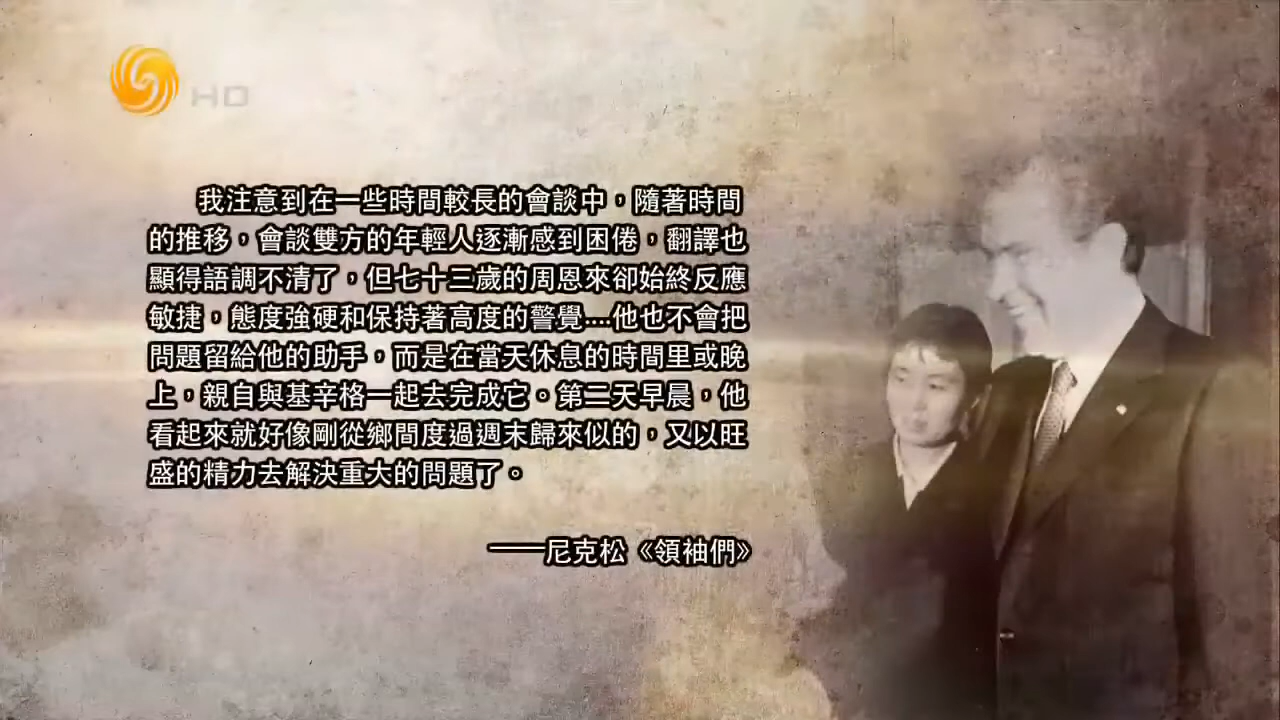 HD
我注意到在一些時間較長的會談中，隨著時間
的推移，會談雙方的年輕人逐漸感到困倦，翻譯也
顯得語調不清了，但七十三歲的周恩來卻始終反應
敏捷，態度強硬和保持著高度的警覺....他也不會把
問題留給他的助手，而是在當天休息的時間里或晚
上，親自與基辛格一起去完成它。第二天早晨，他
看起來就好像剛從鄉間度過週末歸來似的，又以旺
盛的精力去解決重大的問題了。
——尼克松《領袖們》